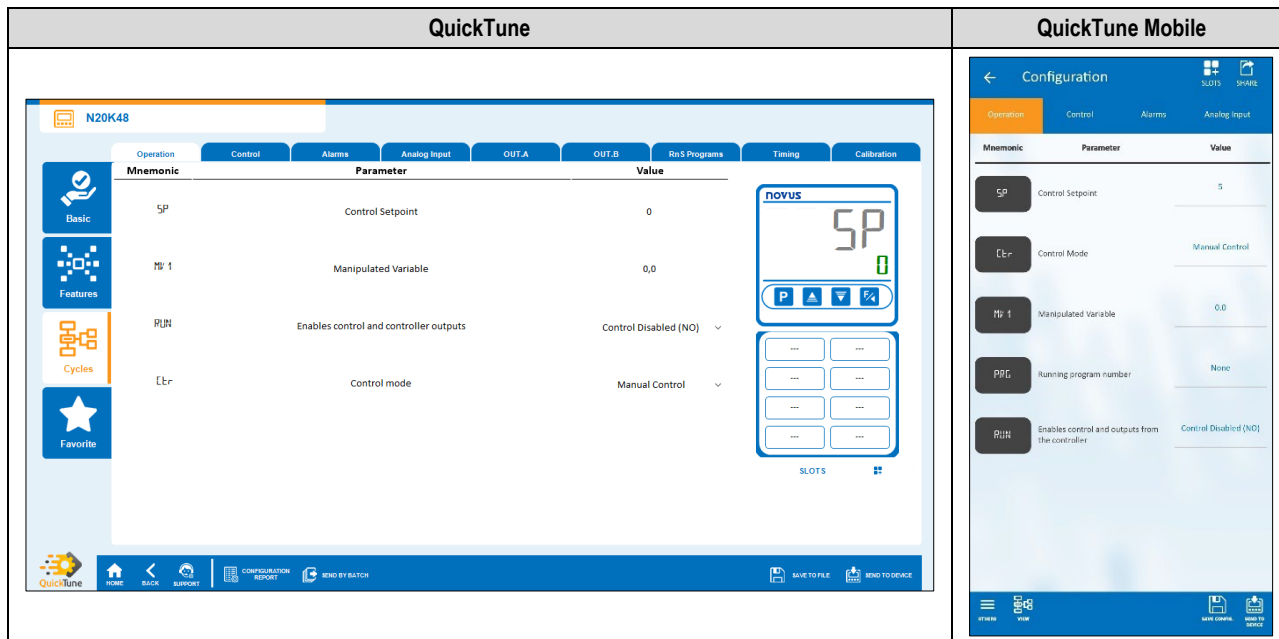 QuickTune QuickTune Mobile
N20K48
Operation Control Alarms Analog Input OUT.A OUT.B RnS Programs Timing Calibration
Mnemonic Parameter Value
SP Control Setpoint 0
MV 1 Manipulated Variable 0,0
RUN Enables control and controller outputs Control Disabled (NO)
Ctr Control mode Manual Control
Basic
Features
Cycles
Favorite
novus
SP
0
P F/
--- ---
--- ---
--- ---
--- ---
SLOTS
QuickTune HOME BACK SUPPORT CONFIGURATION REPORT SEND BY BATCH SAVE TO FILE SEND TO DEVICE
Configuration SLOTS SHARE
Operation Control Alarms Analog Input
Mnemonic Parameter Value
SP Control Setpoint 5
Ctr Control Mode Manual Control
MV 1 Manipulated Variable 0.0
PRG Running program number None
RUN Enables control and outputs from Control Disabled (NO)
the controller
OTHERS VIEW SAVE CONFIG. SEND TO
DEVICE